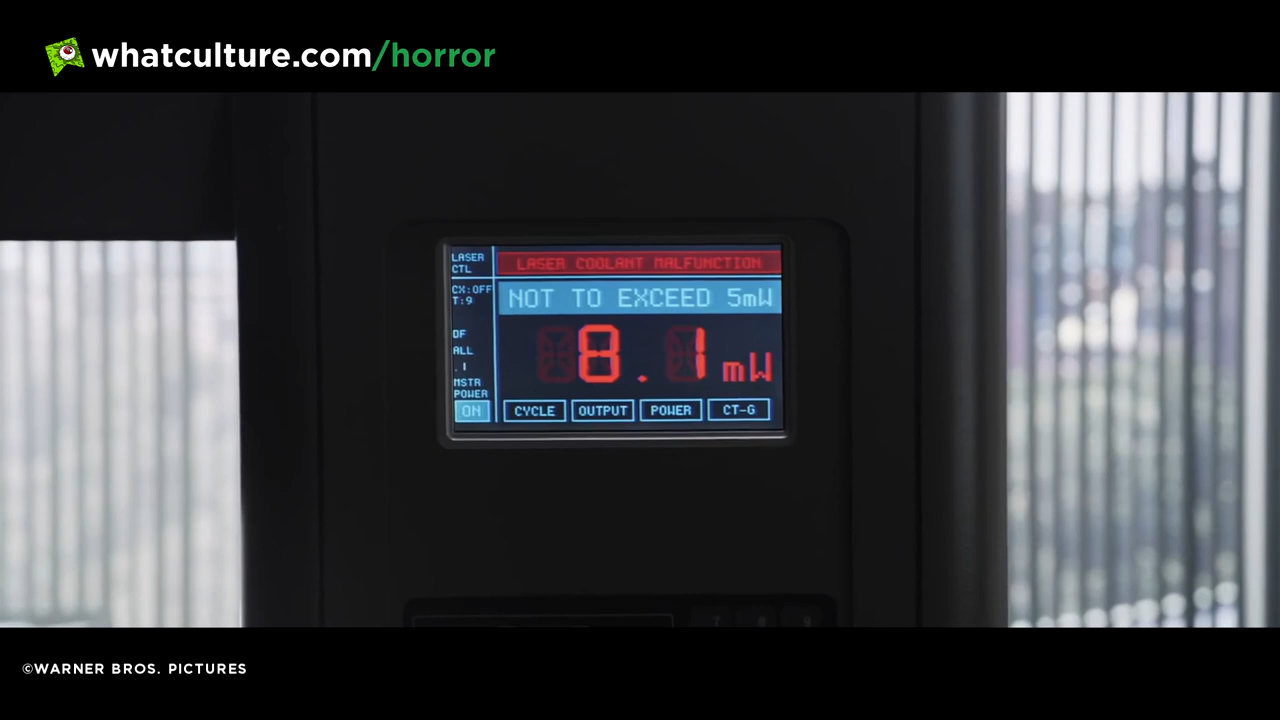 whatculture.com/horror
LASER
CTL
LASER COOLANT MALFUNCTION
CX:OFF
T:9
NOT TO EXCEED 5mW
DF
ALL
.1
8.1 mW
MSTR
POWER
ON
CYCLE
OUTPUT
POWER
CT-G
©WARNER BROS. PICTURES